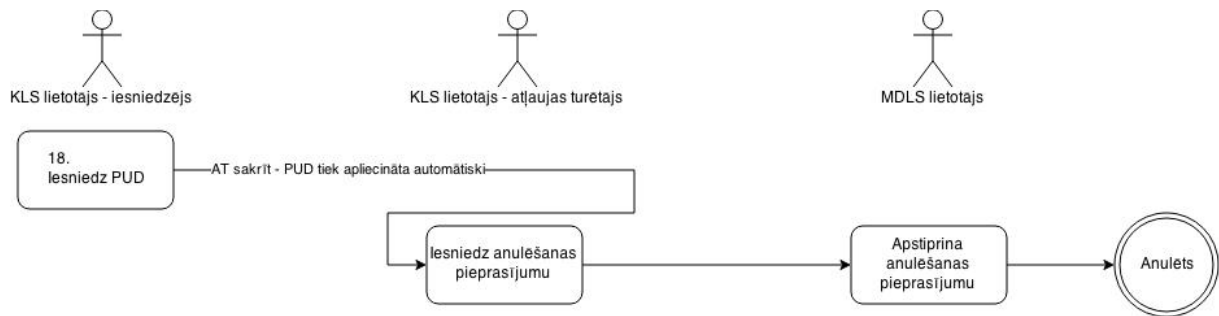 KLS lietotājs - iesniedzējs
KLS lietotājs - atļaujas turētājs
MDLS lietotājs
18.
Iesniedz PUD
AT sakrīt - PUD tiek apliecināta automātiski
Iesniedz anulēšanas
pieprasījumu
Apstiprina
anulēšanas
pieprasījumu
Anulēts